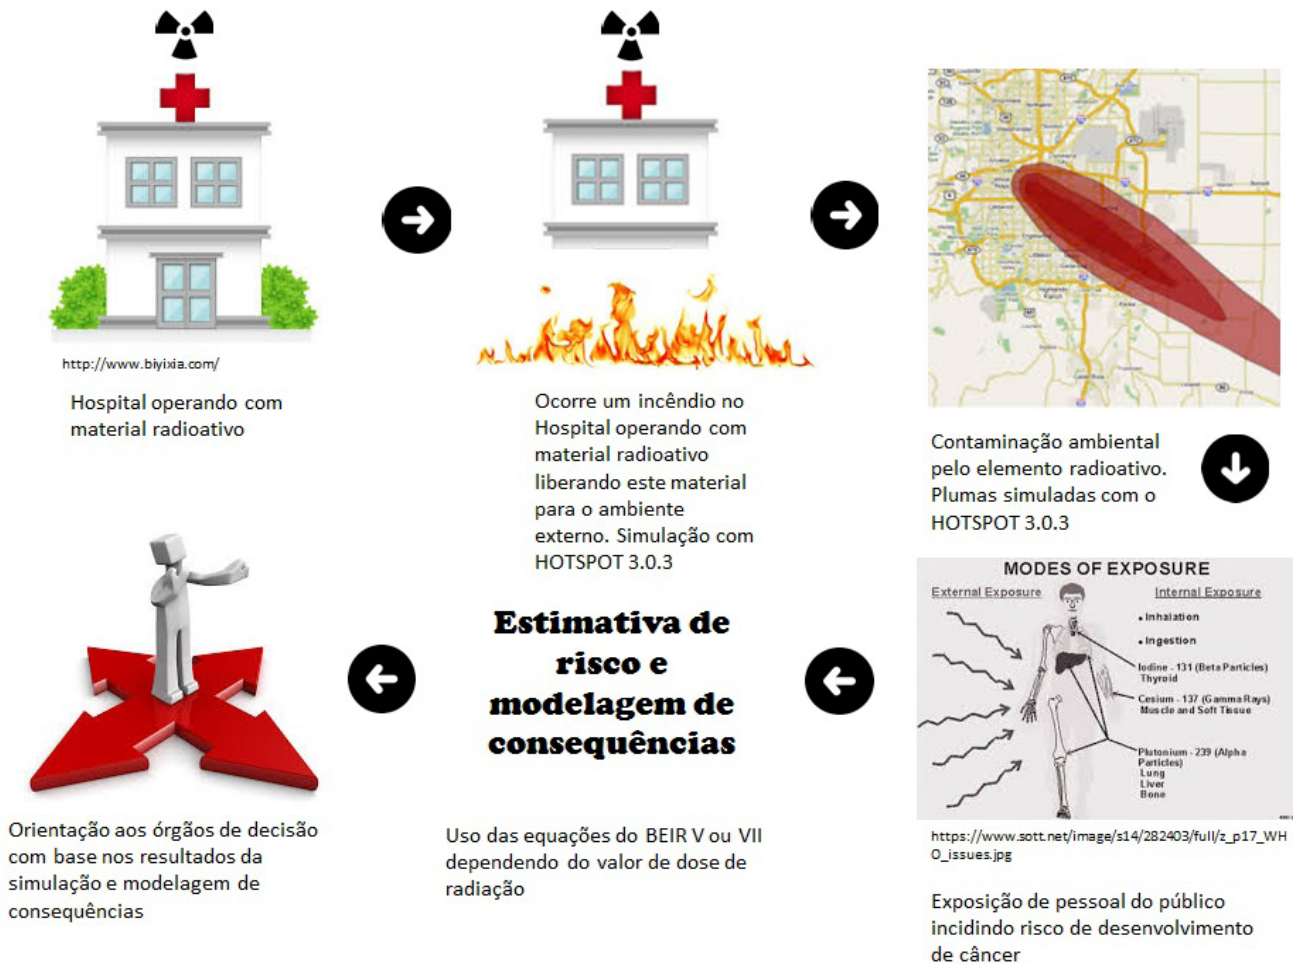 http://www.biyixia.com/
Hospital operando com
material radioativo
Ocorre um incêndio no
Hospital operando com
material radioativo
liberando este material
para o ambiente
externo. Simulação com
HOTSPOT 3.0.3
Contaminação ambiental
pelo elemento radioativo.
Plumas simuladas com o
HOTSPOT 3.0.3
MODES OF EXPOSURE
External Exposure
Internal Exposure
• Inhalation
• Ingestion
Iodine - 131 (Beta Particles)
Thyroid
Cesium - 137 (Gamma Rays)
Muscle and Soft Tissue
Plutonium - 239 (Alpha
Particles)
Lung
Liver
Bone
https://www.sott.net/image/s14/282403/full/z_p17_WH
O_issues.jpg
Exposição de pessoal do público
incidindo risco de desenvolvimento
de câncer
Estimativa de
risco e
modelagem de
consequências
Uso das equações do BEIR V ou VII
dependendo do valor de dose de
radiação
Orientação aos órgãos de decisão
com base nos resultados da
simulação e modelagem de
consequências